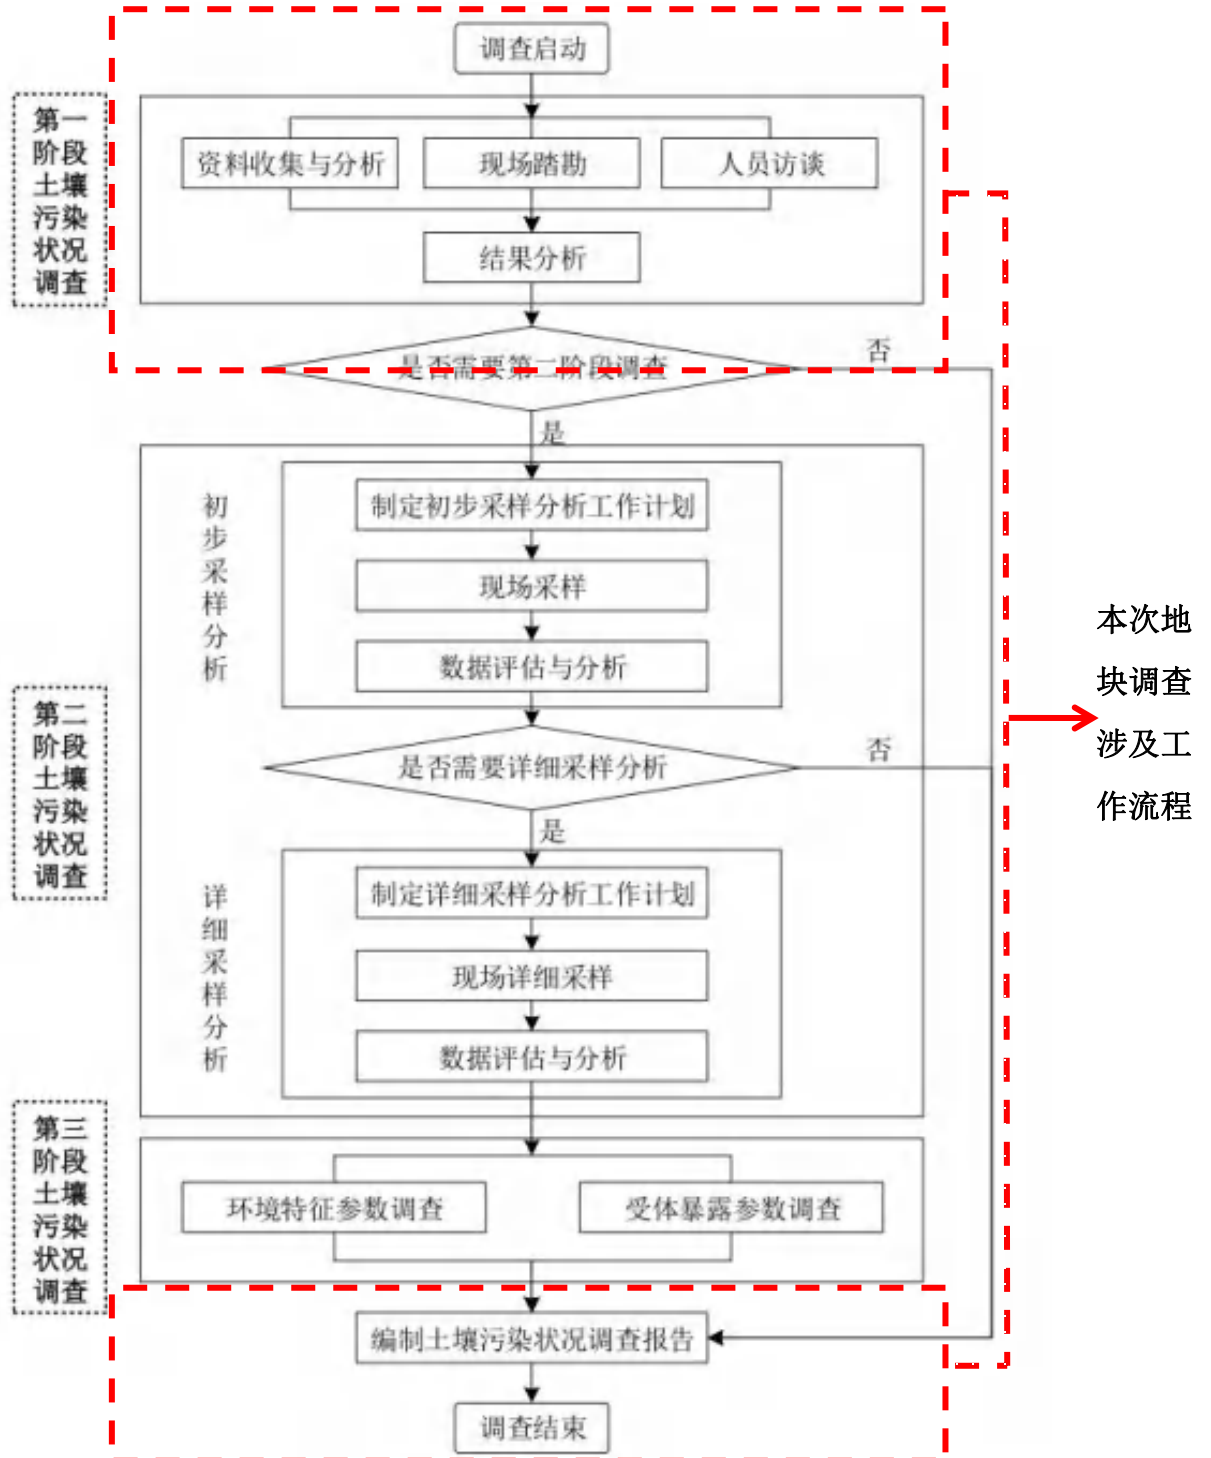 调查启动
第一
阶段
土壤
污染
状况
调查
资料收集与分析
现场踏勘
人员访谈
结果分析
是否需要第二阶段调查
否
是
初
步
采
样
分
析
制定初步采样分析工作计划
现场采样
数据评估与分析
本次地
块调查
涉及工
作流程
第二
阶段
土壤
污染
状况
调查
是否需要详细采样分析
否
是
详
细
采
样
分
析
制定详细采样分析工作计划
现场详细采样
数据评估与分析
第三
阶段
土壤
污染
状况
调查
环境特征参数调查
受体暴露参数调查
编制土壤污染状况调查报告
调查结束